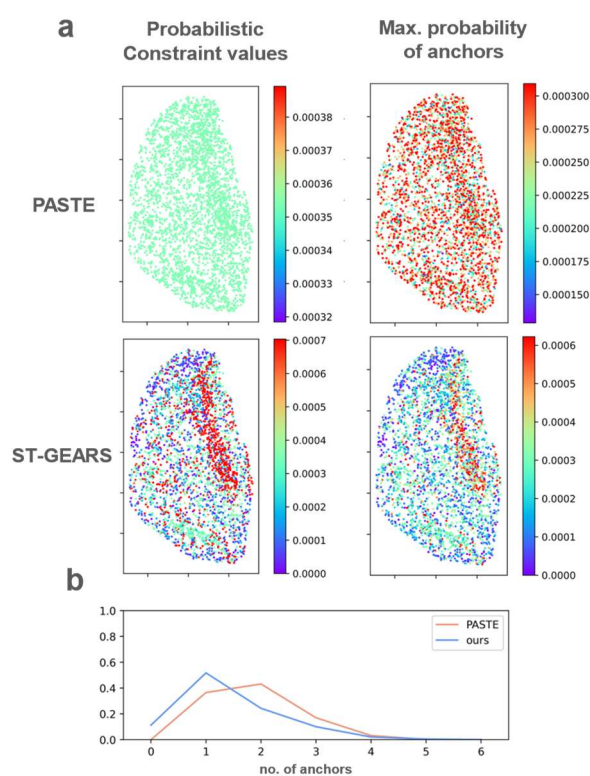 a
Probabilistic
Constraint values
Max. probability
of anchors
PASTE
0.00038
0.00037
0.00036
0.00035
0.00034
0.00033
0.00032
0.000300
0.000275
0.000250
0.000225
0.000200
0.000175
0.000150
ST-GEARS
0.0007
0.0006
0.0005
0.0004
0.0003
0.0002
0.0001
0.0000
0.0006
0.0005
0.0004
0.0003
0.0002
0.0001
0.0000
b
1.0
0.8
0.6
0.4
0.2
0.0
PASTE
ours
0 1 2 3 4 5 6
no. of anchors